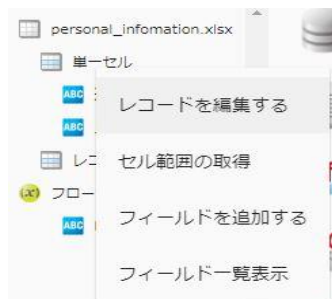 personal_infomation.xlsx
単一セル
ABC
レコードを編集する
ABC
セル範囲の取得
レコ
(x) フロー
フィールドを追加する
ABC
フィールド一覧表示